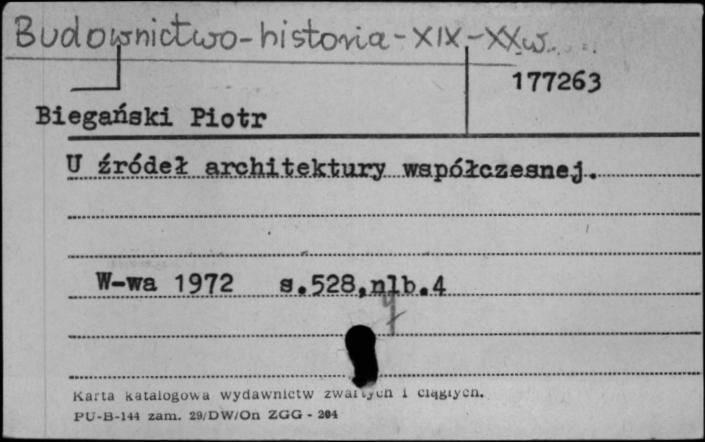 Budownictwo-historia-XIX-XXw.
177263
Biegański Piotr
U źródeł architektury współczesnej.
W-wa 1972 s.528,nlb.4
Karta katalogowa wydawnictw zwartych i ciągłych.
PU-B-144 zam. 29/DW/On ZGG - 204